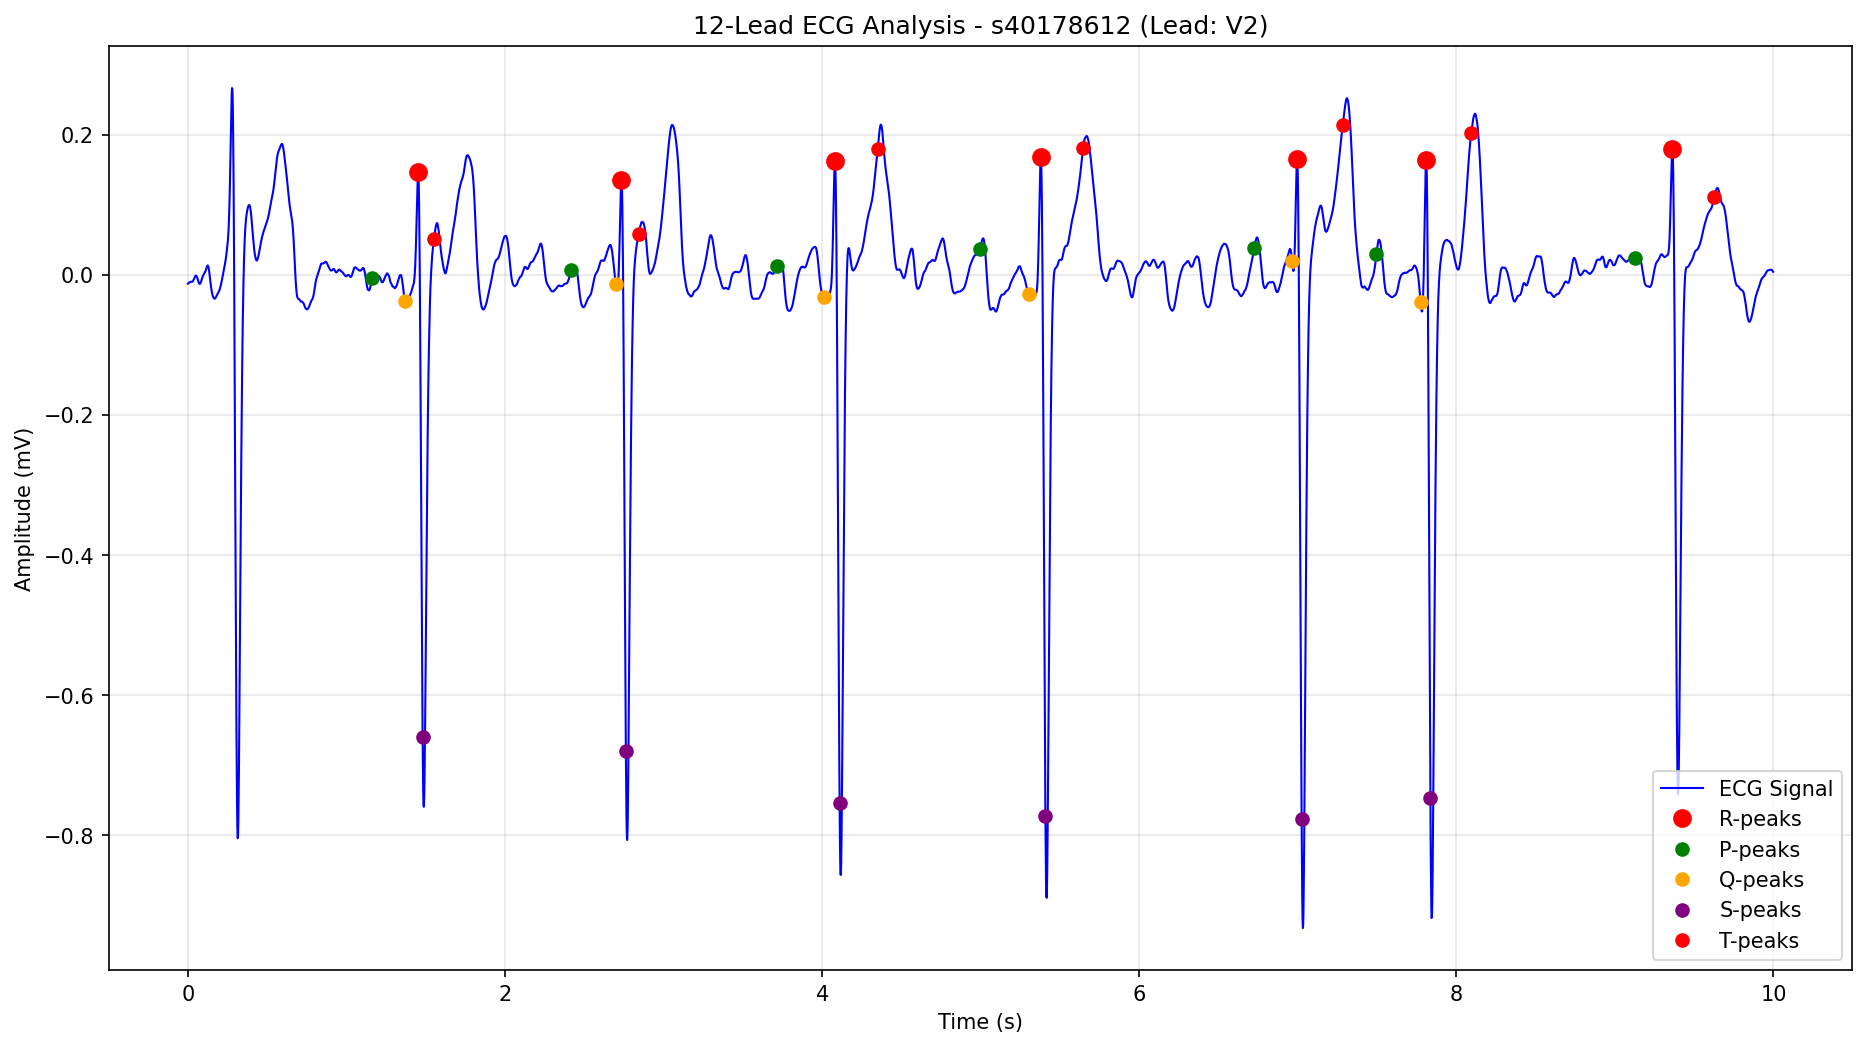 12-Lead ECG Analysis - s40178612 (Lead: V2)
0.2
0.0
−0.2
−0.4
−0.6
−0.8
Amplitude (mV)
0 2 4 6 8 10
Time (s)
ECG Signal
R-peaks
P-peaks
Q-peaks
S-peaks
T-peaks